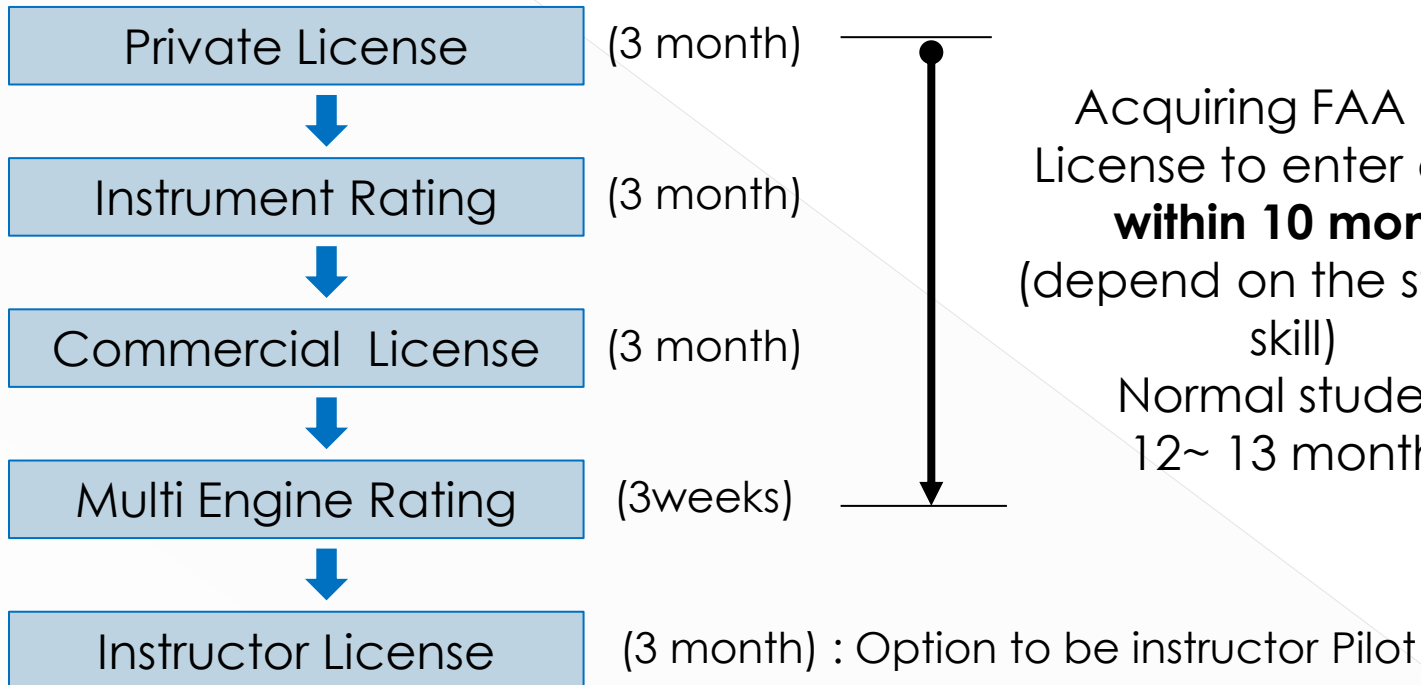 Private License
(3 month)
Instrument Rating
(3 month)
Commercial License
(3 month)
Multi Engine Rating
(3weeks)
Instructor License
(3 month) : Option to be instructor Pilot
Acquiring FAA
License to enter
within 10
(depend on the
skill)
Normal
12~ 13